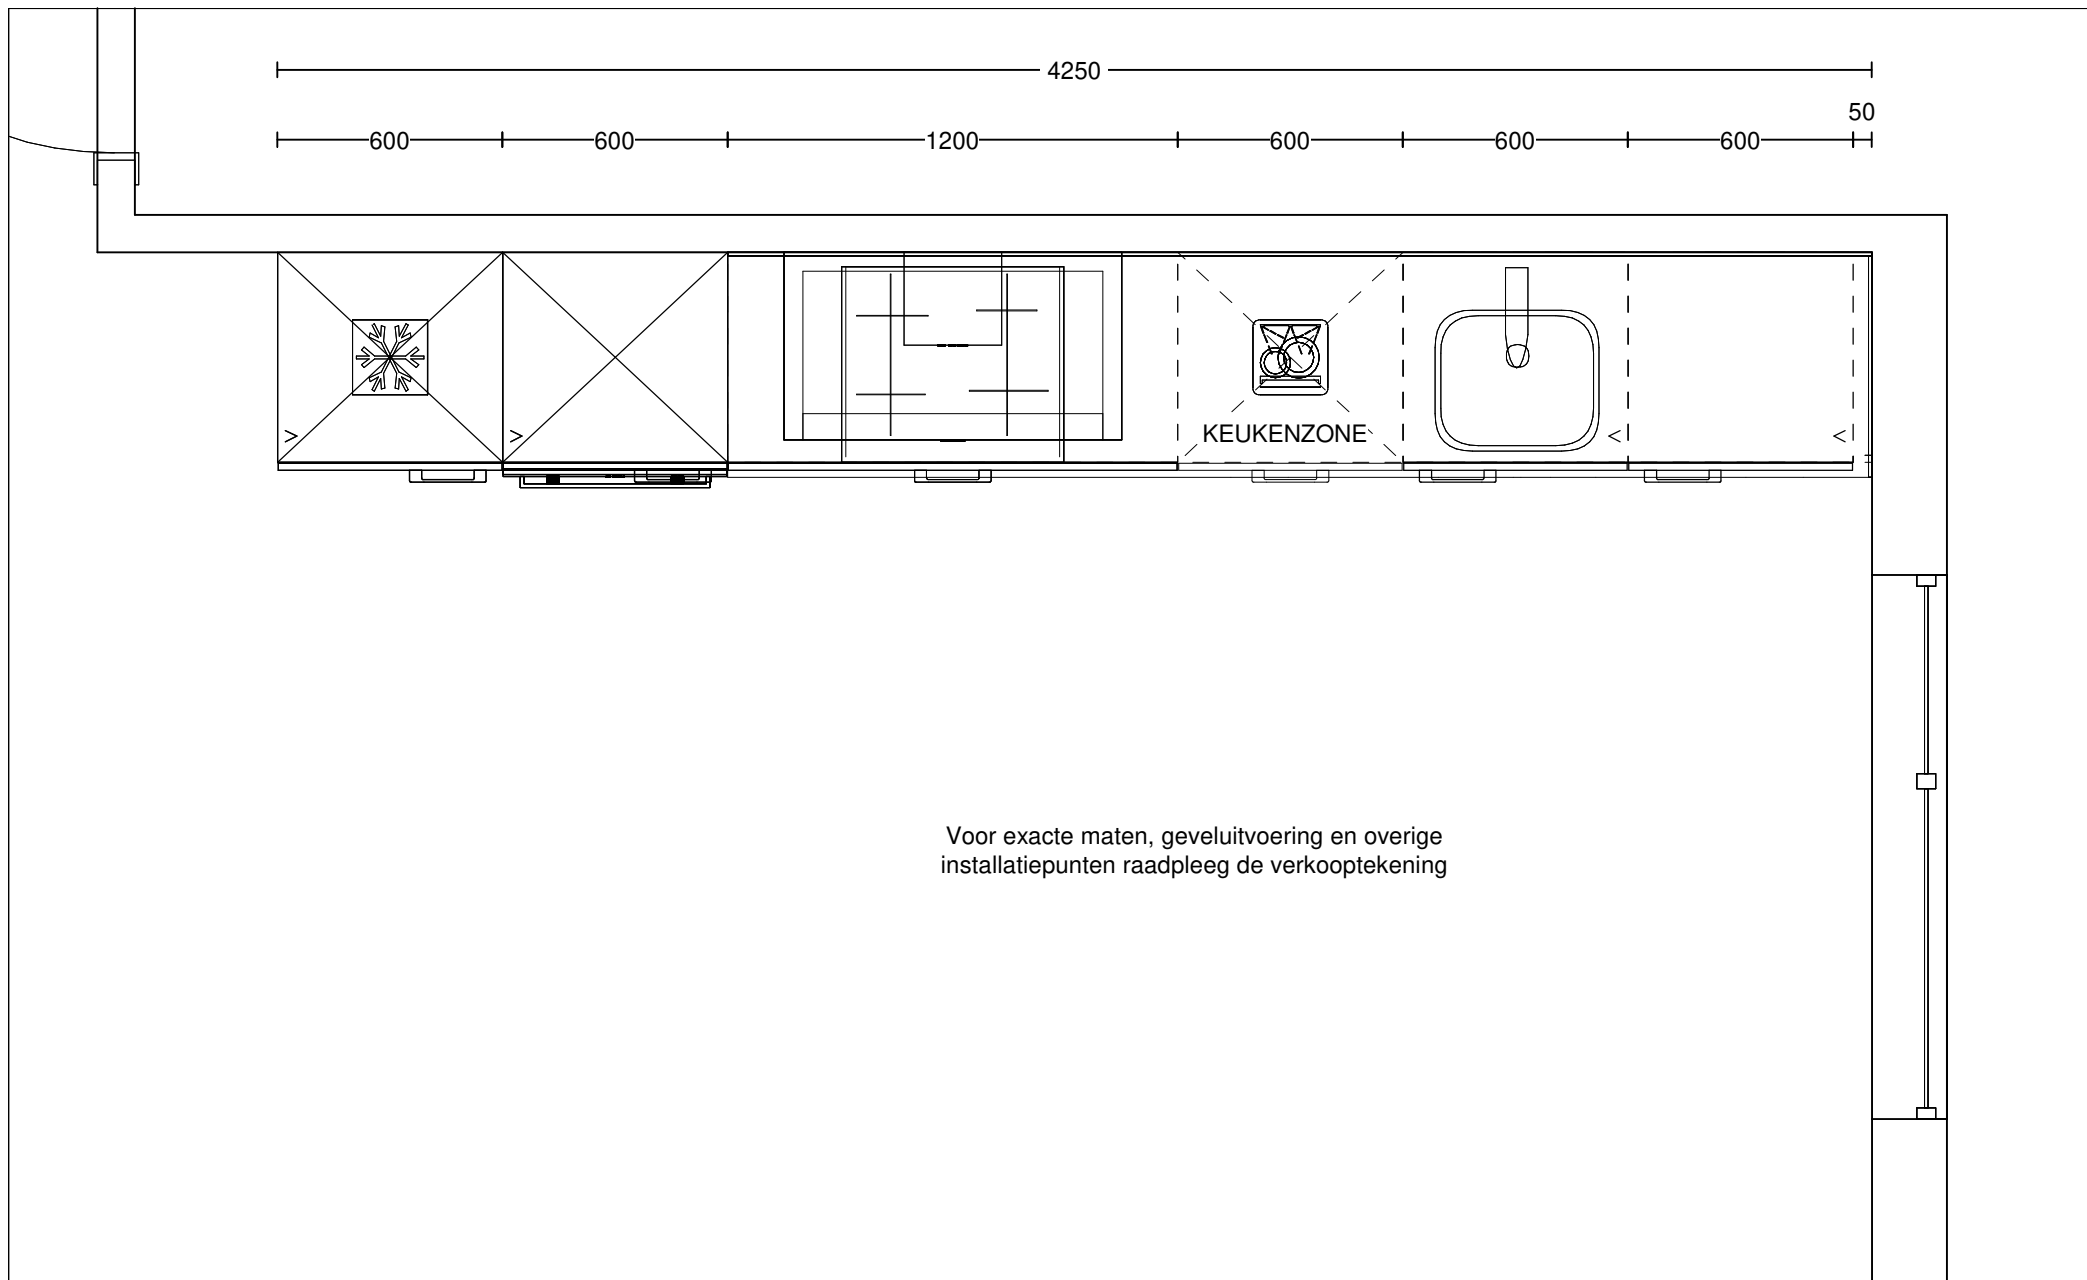 4250
50
600 600 1200 600 600 600
KEUKENZONE
Voor exacte maten, geveluitvoering en overige
installatiepunten raadpleeg de verkooptekening